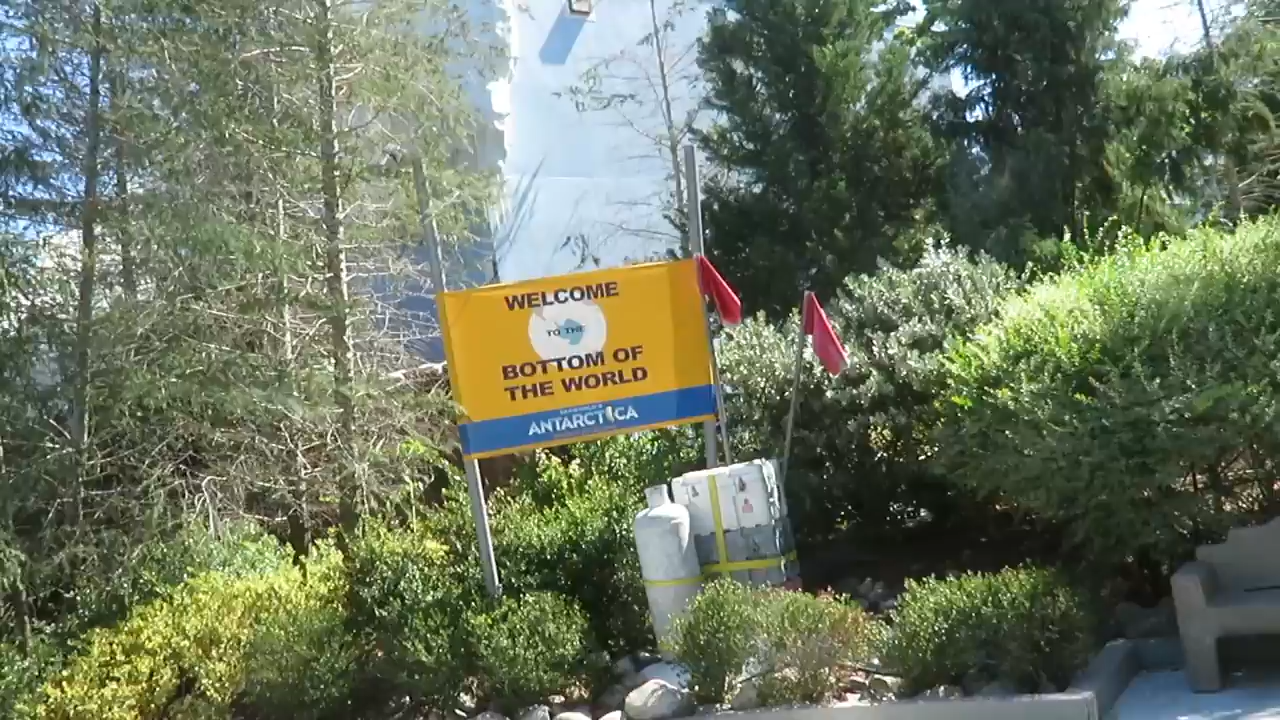 WELCOME
TO THE
BOTTOM OF
THE WORLD
ANTARCTICA